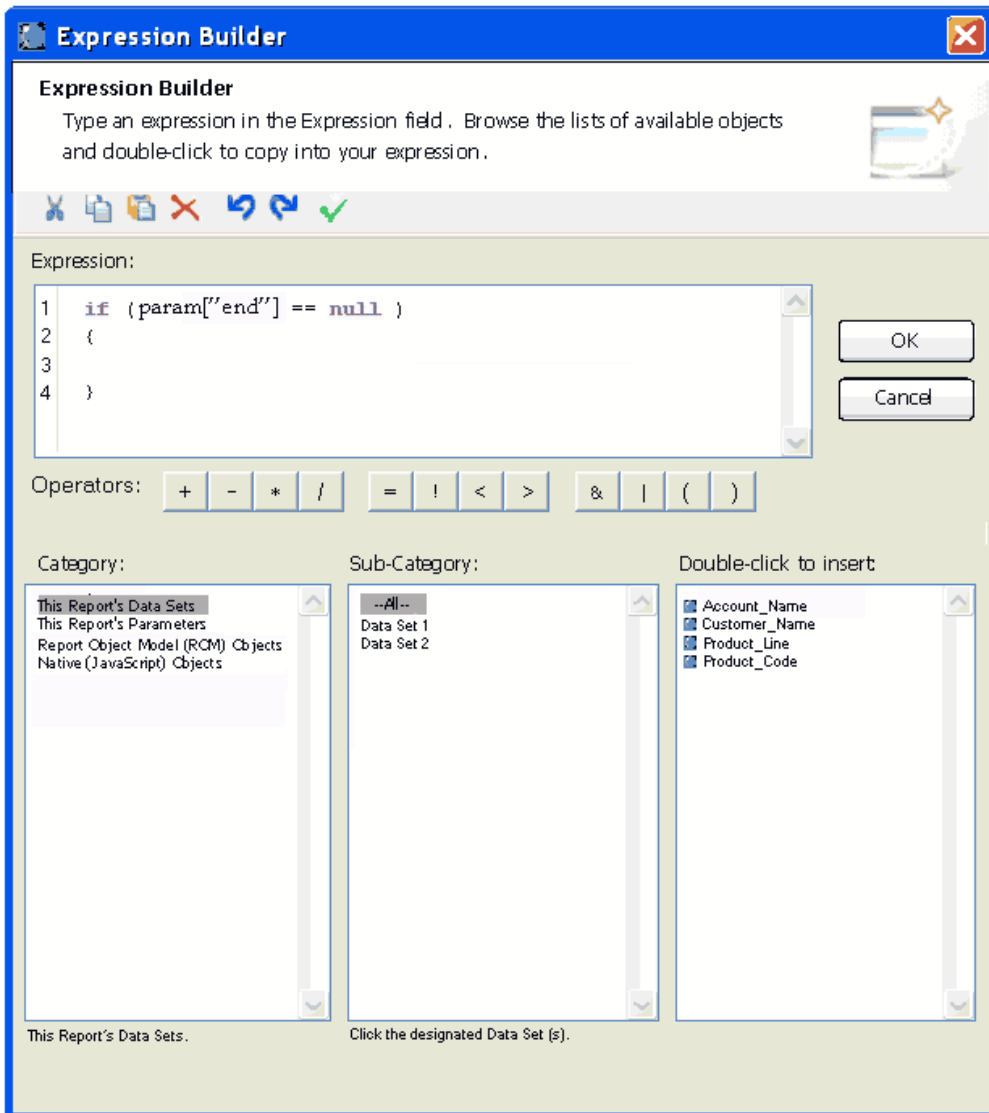 Expression Builder
Expression Builder
Type an expression in the Expression field. Browse the lists of available objects
and double-click to copy into your expression.
Expression:
1 if (param["end"] == null )
2 {
3
4 }
OK
Cancel
Operators: + - * / = ! < > & | ( )
Category:
This Report's Data Sets
This Report's Parameters
Report Object Model (RCM) Objects
Native (JavaScript) Objects
This Report's Data Sets.
Sub-Category:
--All--
Data Set 1
Data Set 2
Click the designated Data Set (s).
Double-click to insert:
Account_Name
Customer_Name
Product_Line
Product_Code